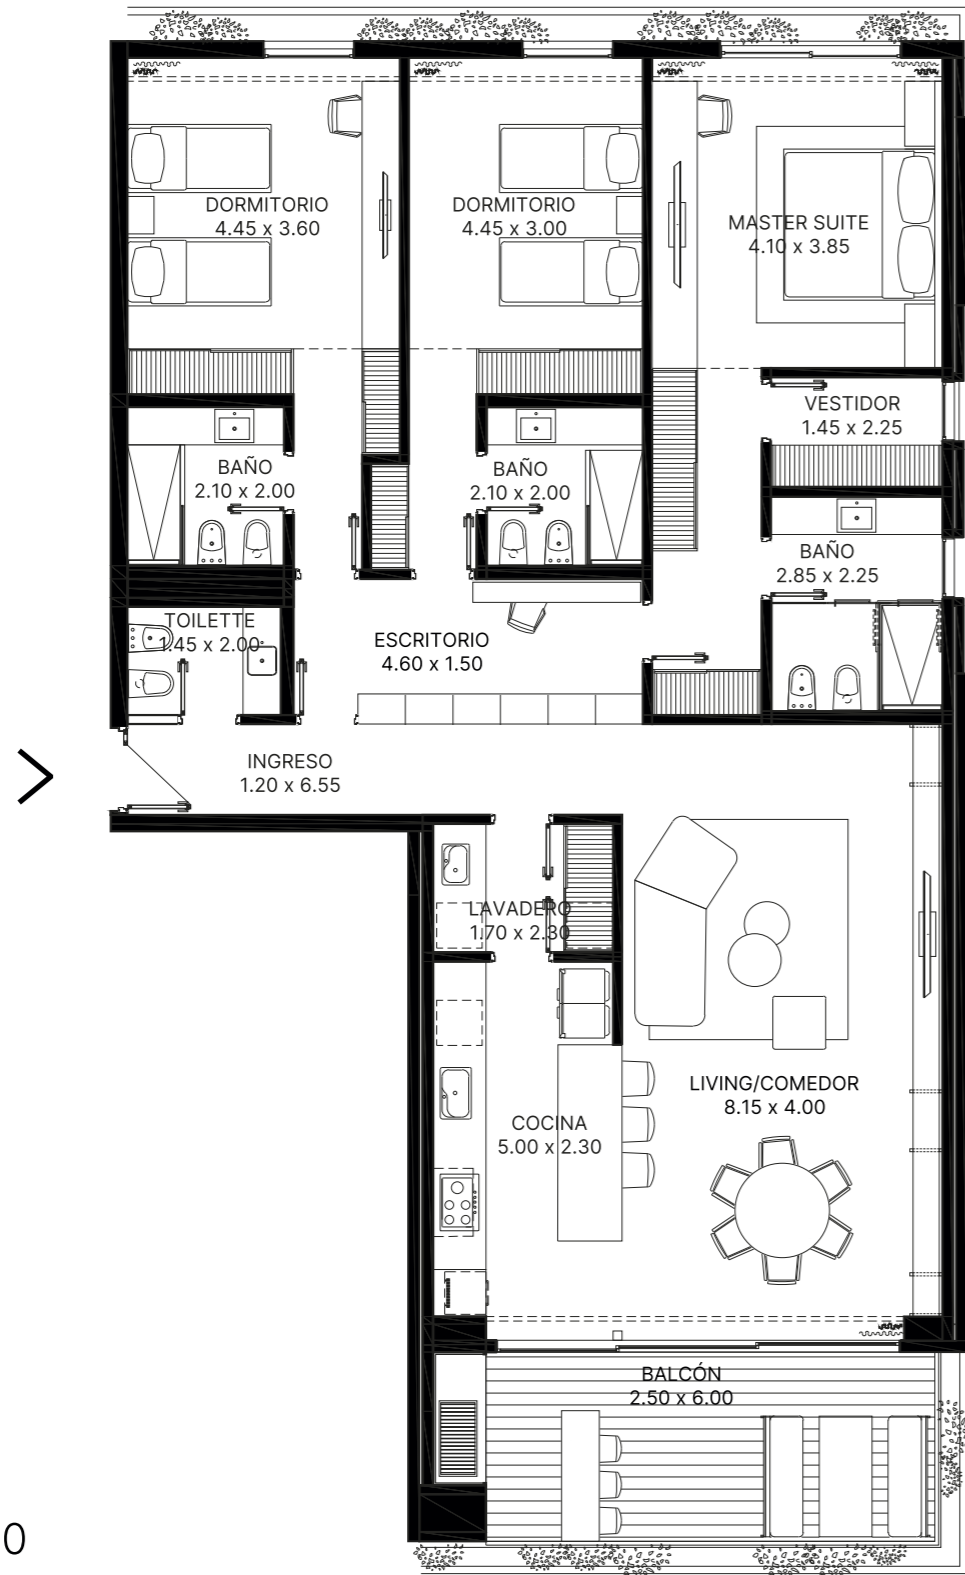 DORMITORIO
4.45 x 3.60
DORMITORIO
4.45 x 3.00
MASTER SUITE
4.10 x 3.85
VESTIDOR
1.45 x 2.25
BAÑO
2.10 x 2.00
BAÑO
2.10 x 2.00
BAÑO
2.85 x 2.25
TOILETTE
1.45 x 2.00
ESCRITORIO
4.60 x 1.50
INGRESO
1.20 x 6.55
LAVADERO
1.70 x 2.30
LIVING/COMEDOR
8.15 x 4.00
COCINA
5.00 x 2.30
BALCÓN
2.50 x 6.00
0